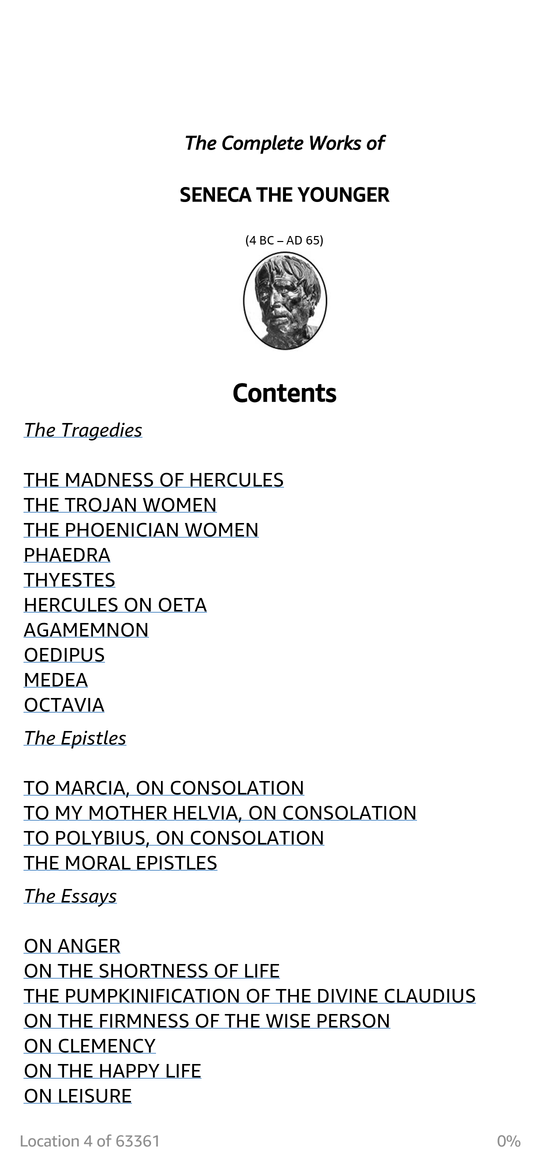 The Complete Works of
SENECA THE YOUNGER
(4 BC – AD 65)
Contents
The Tragedies
THE MADNESS OF HERCULES
THE TROJAN WOMEN
THE PHOENICIAN WOMEN
PHAEDRA
THYESTES
HERCULES ON OETA
AGAMEMNON
OEDIPUS
MEDEA
OCTAVIA
The Epistles
TO MARCIA, ON CONSOLATION
TO MY MOTHER HELVIA, ON CONSOLATION
TO POLYBIUS, ON CONSOLATION
THE MORAL EPISTLES
The Essays
ON ANGER
ON THE SHORTNESS OF LIFE
THE PUMPKINIFICATION OF THE DIVINE CLAUDIUS
ON THE FIRMNESS OF THE WISE PERSON
ON CLEMENCY
ON THE HAPPY LIFE
ON LEISURE
Location 4 of 63361 0%